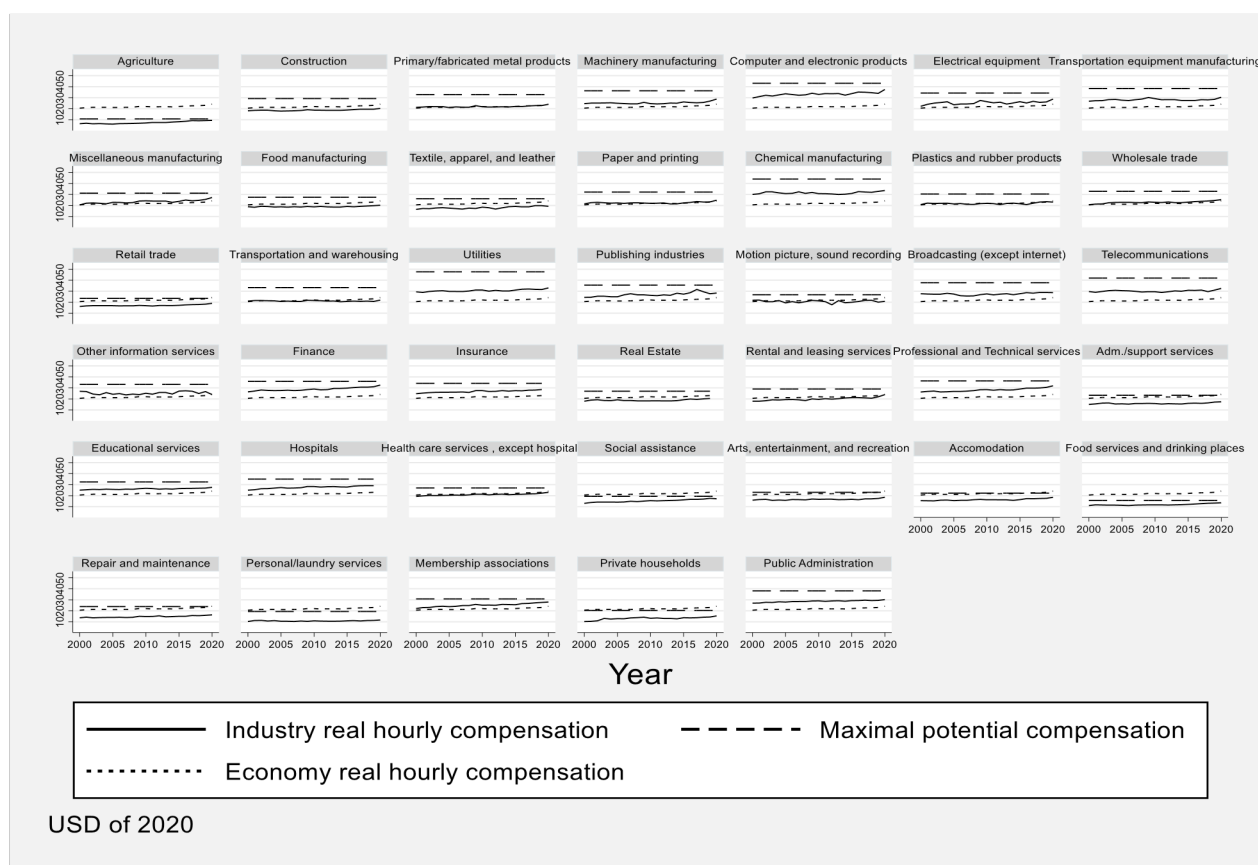 Agriculture
Construction
Primary/fabricated metal products
Machinery manufacturing
Computer and electronic products
Electrical equipment
Transportation equipment manufacturing
1020304050
Miscellaneous manufacturing
Food manufacturing
Textile, apparel, and leather
Paper and printing
Chemical manufacturing
Plastics and rubber products
Wholesale trade
1020304050
Retail trade
Transportation and warehousing
Utilities
Publishing industries
Motion picture, sound recording
Broadcasting (except internet)
Telecommunications
1020304050
Other information services
Finance
Insurance
Real Estate
Rental and leasing services
Professional and Technical services
Adm./support services
1020304050
Educational services
Hospitals
Health care services , except hospital
Social assistance
Arts, entertainment, and recreation
Accomodation
Food services and drinking places
1020304050
2000 2005 2010 2015 2020
2000 2005 2010 2015 2020
Repair and maintenance
Personal/laundry services
Membership associations
Private households
Public Administration
1020304050
2000 2005 2010 2015 2020
2000 2005 2010 2015 2020
2000 2005 2010 2015 2020
2000 2005 2010 2015 2020
2000 2005 2010 2015 2020
Year
Industry real hourly compensation
Maximal potential compensation
Economy real hourly compensation
USD of 2020